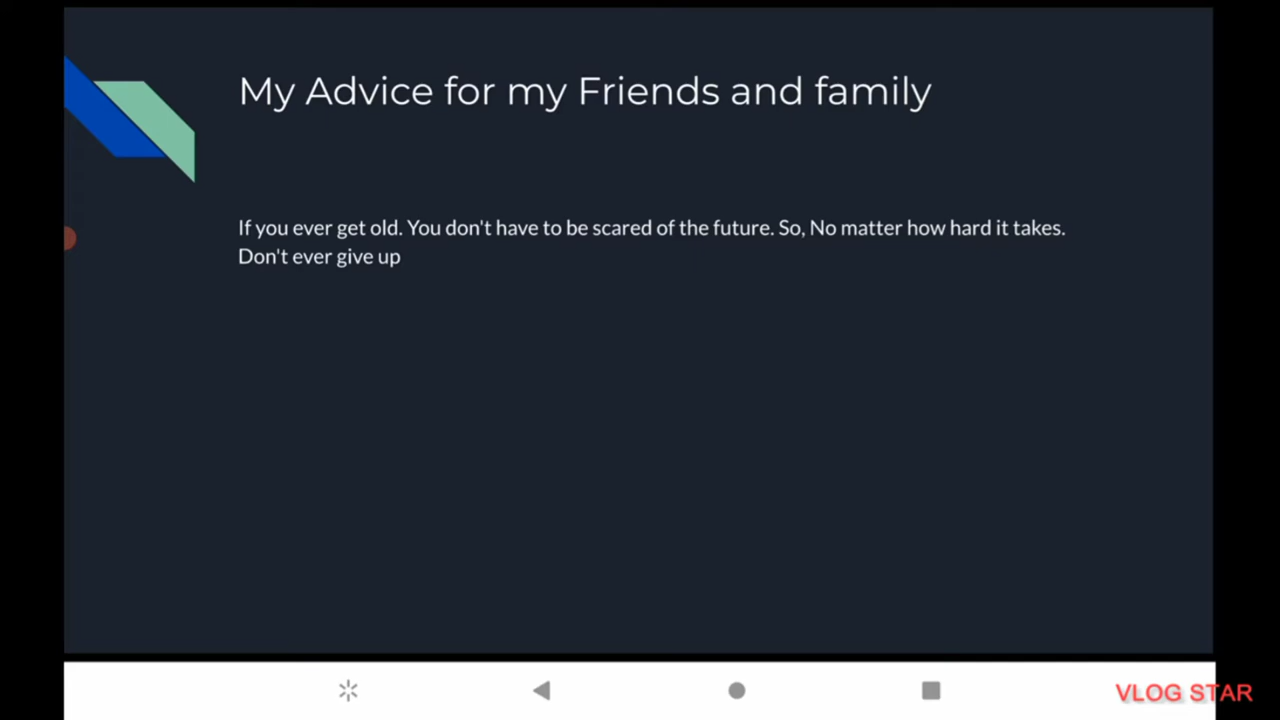 My Advice for my Friends and family
If you ever get old. You don't have to be scared of the future. So, No matter how hard it takes.
Don't ever give up
VLOG STAR